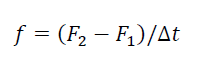 f = (F₂ − F₁)/Δt